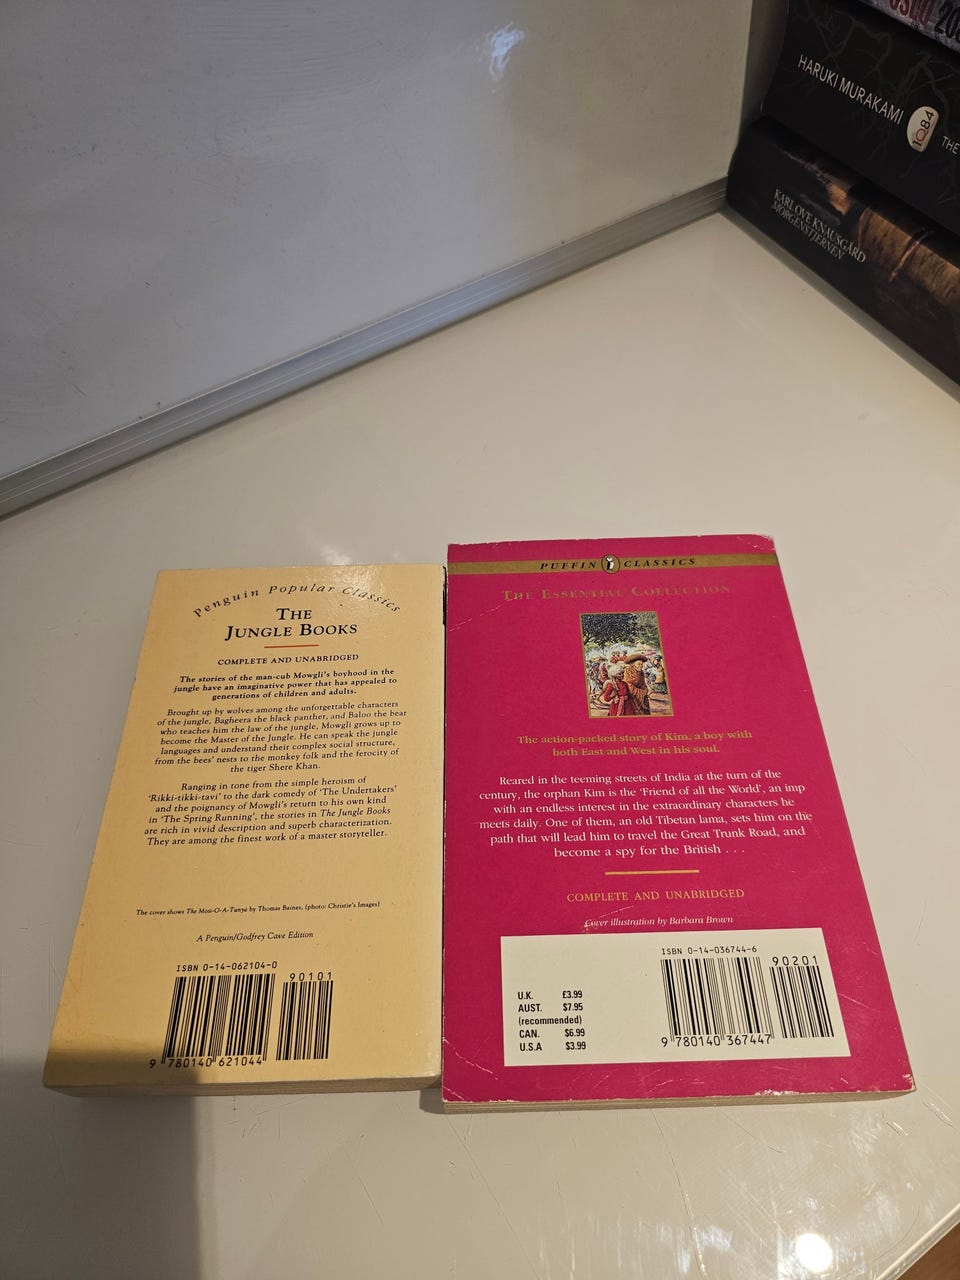 HARUKI MURAKAMI
1Q84
THE
KARL OVE KNAUSGÅRD
MORGENSTJERNEN
Penguin Popular Classics
THE
JUNGLE BOOKS
COMPLETE AND UNABRIDGED
The stories of the man-cub Mowgli's boyhood in the
jungle have an imaginative power that has appealed to
generations of children and adults.
Brought up by wolves among the unforgettable characters
of the jungle, Bagheera the black panther, and Baloo the bear
who teaches him the law of the jungle, Mowgli grows up to
become the Master of the Jungle. He can speak the jungle
languages and understand their complex social structure,
from the bees' nests to the monkey folk and the ferocity of
the tiger Shere Khan.
Ranging in tone from the simple heroism of
'Rikki-tikki-tavi' to the dark comedy of 'The Undertakers'
and the poignancy of Mowgli's return to his own kind
in 'The Spring Running', the stories in The Jungle Books
are rich in vivid description and superb characterization.
They are among the finest work of a master storyteller.
The cover shows The Mosi-O-A-Tunya by Thomas Baines, (photo: Christie's Images)
A Penguin/Godfrey Cave Edition
ISBN 0-14-062104-0
90101
9 780140 621044
PUFFIN CLASSICS
THE ESSENTIAL COLLECTION
The action-packed story of Kim, a boy with
both East and West in his soul.
Reared in the teeming streets of India at the turn of the
century, the orphan Kim is the 'Friend of all the World', an imp
with an endless interest in the extraordinary characters he
meets daily. One of them, an old Tibetan lama, sets him on the
path that will lead him to travel the Great Trunk Road, and
become a spy for the British . . .
COMPLETE AND UNABRIDGED
Cover illustration by Barbara Brown
U.K. £3.99
AUST. $7.95
(recommended)
CAN. $6.99
U.S.A $3.99
ISBN 0-14-036744-6
90201
9 780140 367447